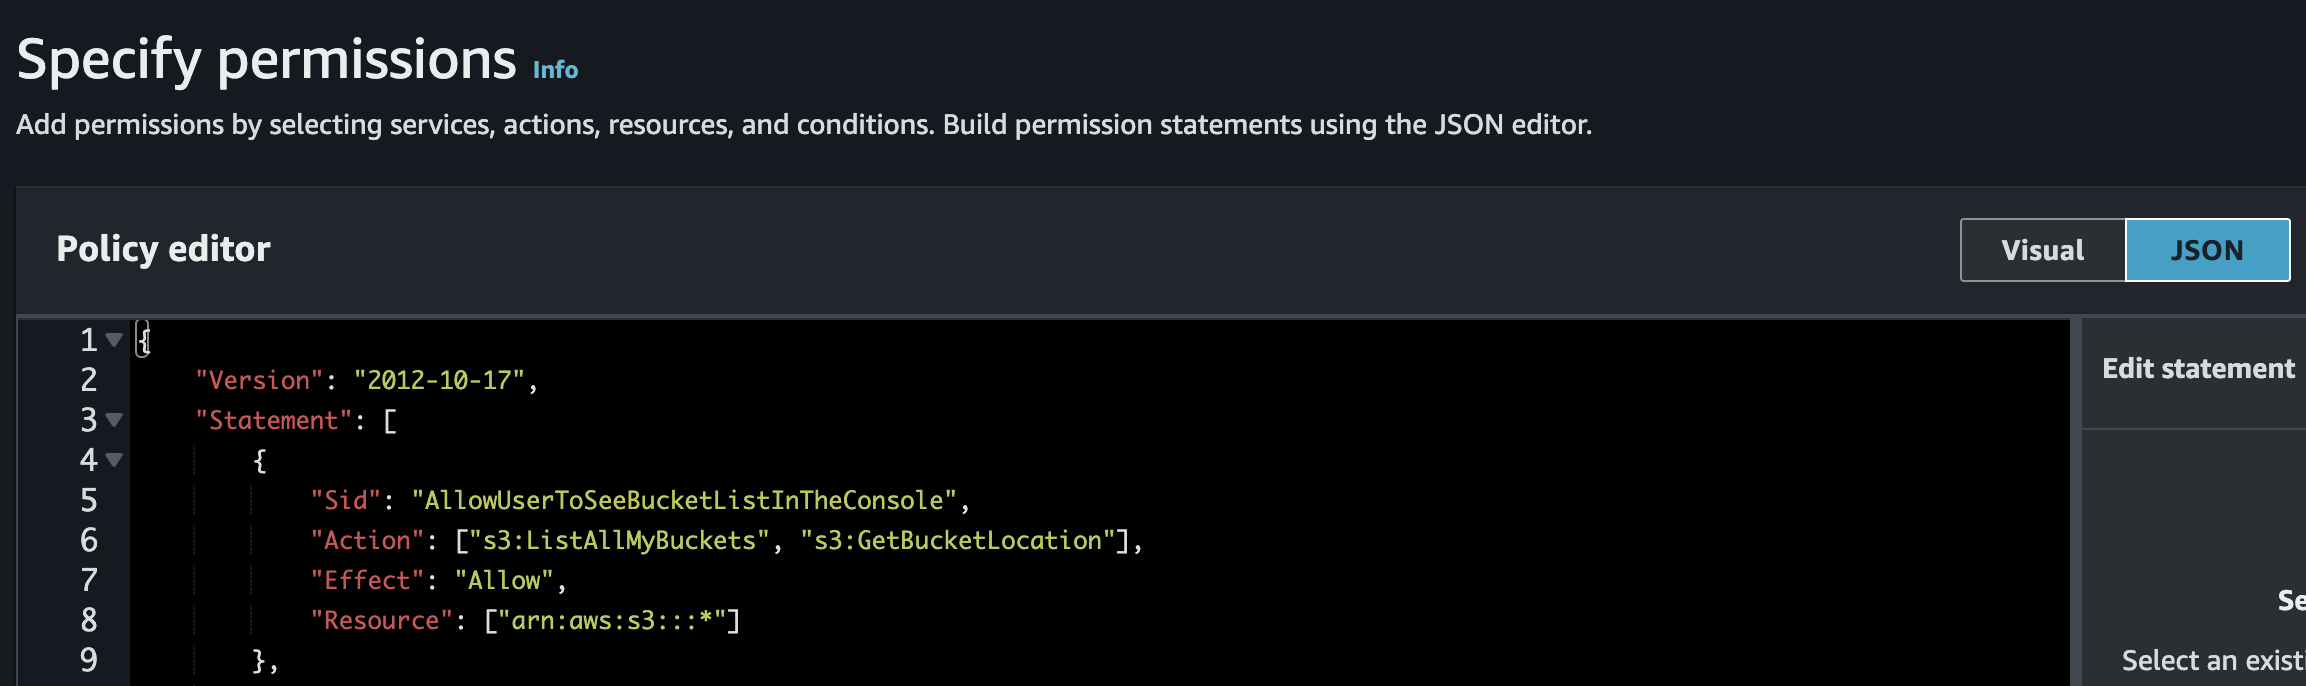 Specify permissions Info
Add permissions by selecting services, actions, resources, and conditions. Build permission statements using the JSON editor.
Policy editor
Visual
JSON
1 {
2 "Version": "2012-10-17",
3 "Statement": [
4 {
5 "Sid": "AllowUserToSeeBucketListInTheConsole",
6 "Action": ["s3:ListAllMyBuckets", "s3:GetBucketLocation"],
7 "Effect": "Allow",
8 "Resource": ["arn:aws:s3:::*"]
9 },
Edit statement
Se
Select an exist